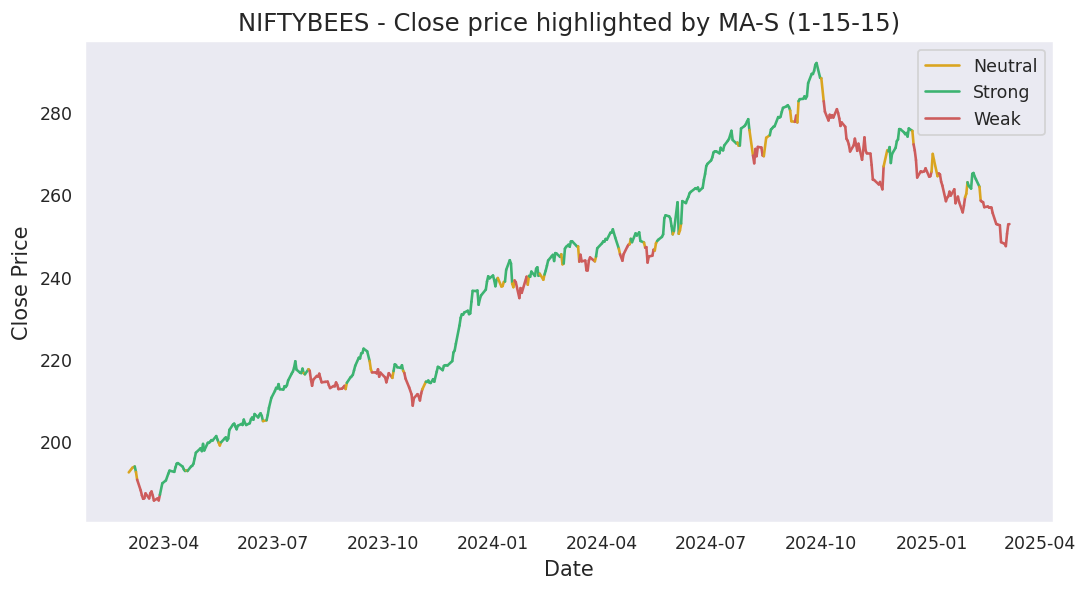 NIFTYBEES - Close price highlighted by MA-S (1-15-15)
Neutral
Strong
Weak
280
260
240
220
200
Close Price
2023-04 2023-07 2023-10 2024-01 2024-04 2024-07 2024-10 2025-01 2025-04
Date